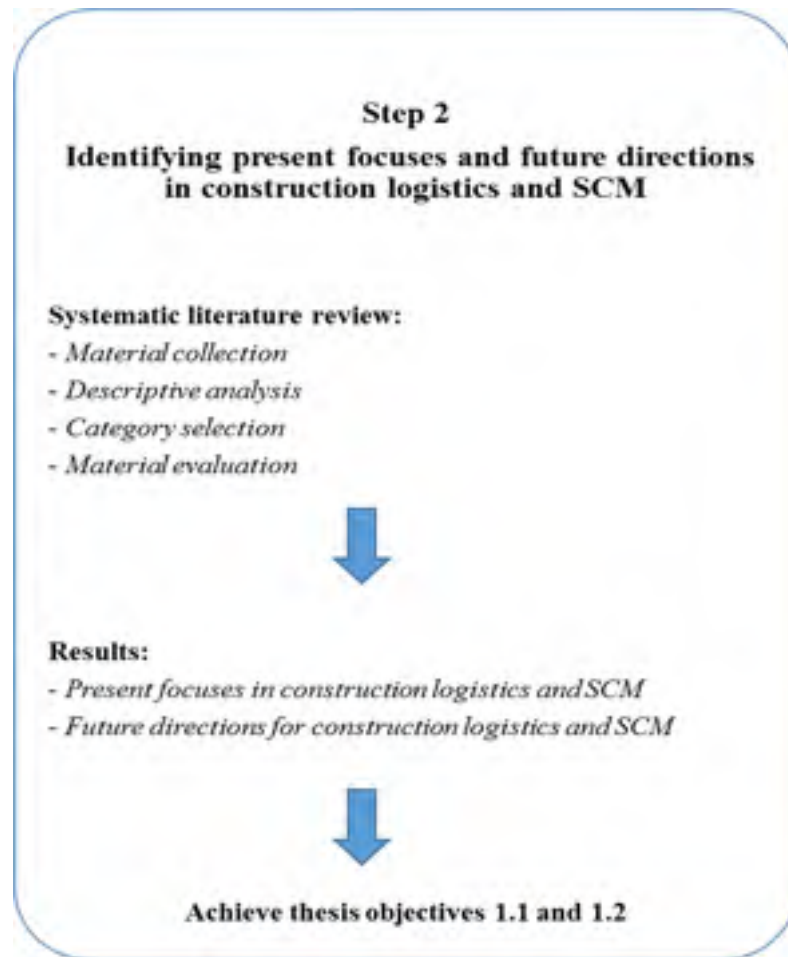 Step 2
Identifying present focuses and future directions
in construction logistics and SCM
Systematic literature review:
- Material collection
- Descriptive analysis
- Category selection
- Material evaluation
Results:
- Present focuses in construction logistics and SCM
- Future directions for construction logistics and SCM
Achieve thesis objectives 1.1 and 1.2